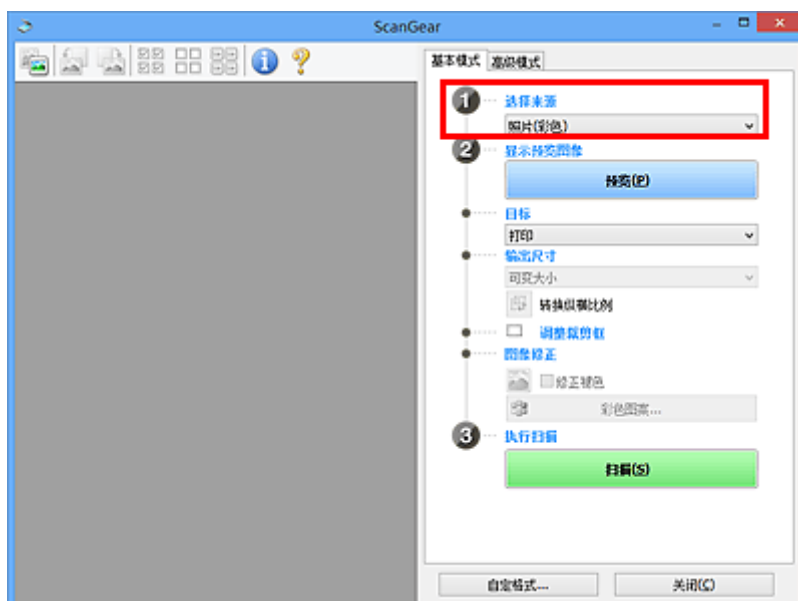 ScanGear
基本模式 高级模式
1 选择来源
照片(彩色)
2 显示预览图像
预览(P)
目标
打印
输出尺寸
可变大小
转换纵横比例
调整裁剪框
图像修正
修正褪色
彩色图案...
3 执行扫描
扫描(S)
自定格式... 关闭(C)